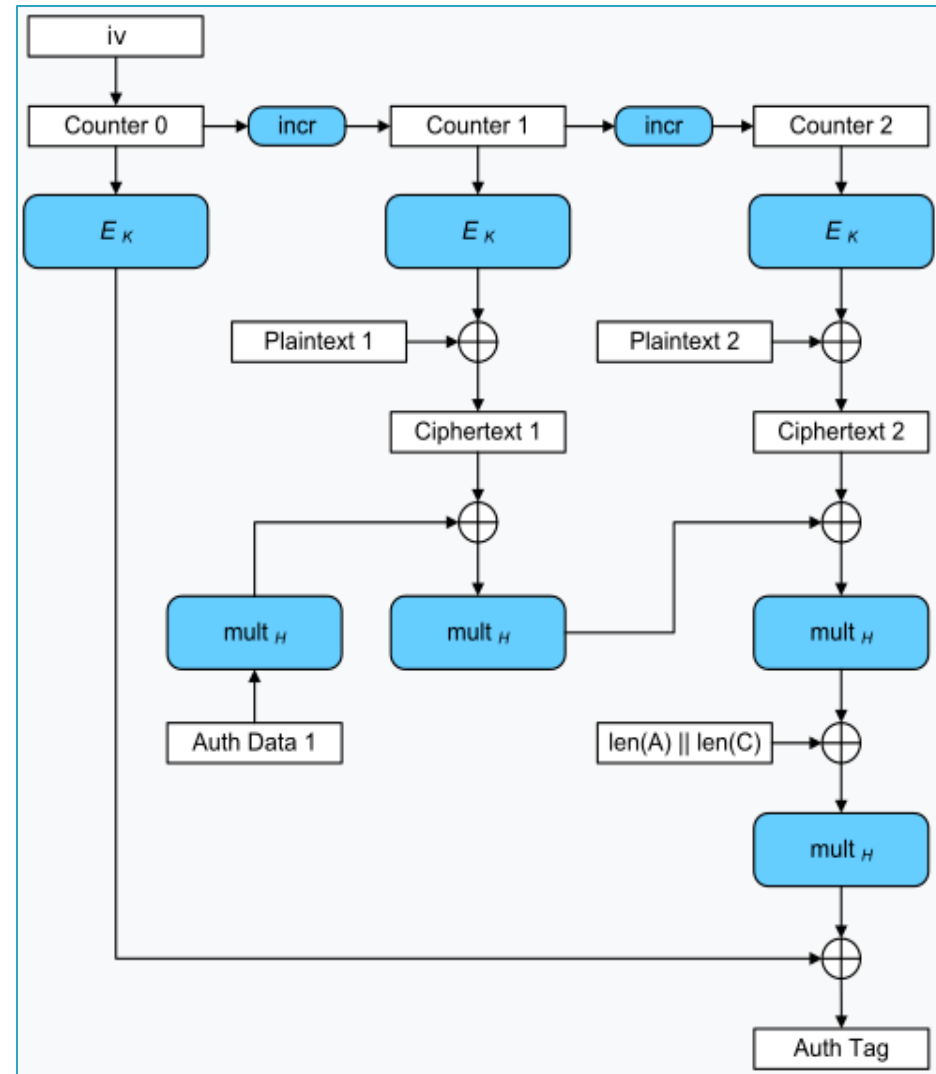 iv
Counter 0
incr
Counter 1
incr
Counter 2
E K
E K
E K
Plaintext 1
Plaintext 2
Ciphertext 1
Ciphertext 2
mult H
mult H
mult H
Auth Data 1
len(A) || len(C)
mult H
Auth Tag